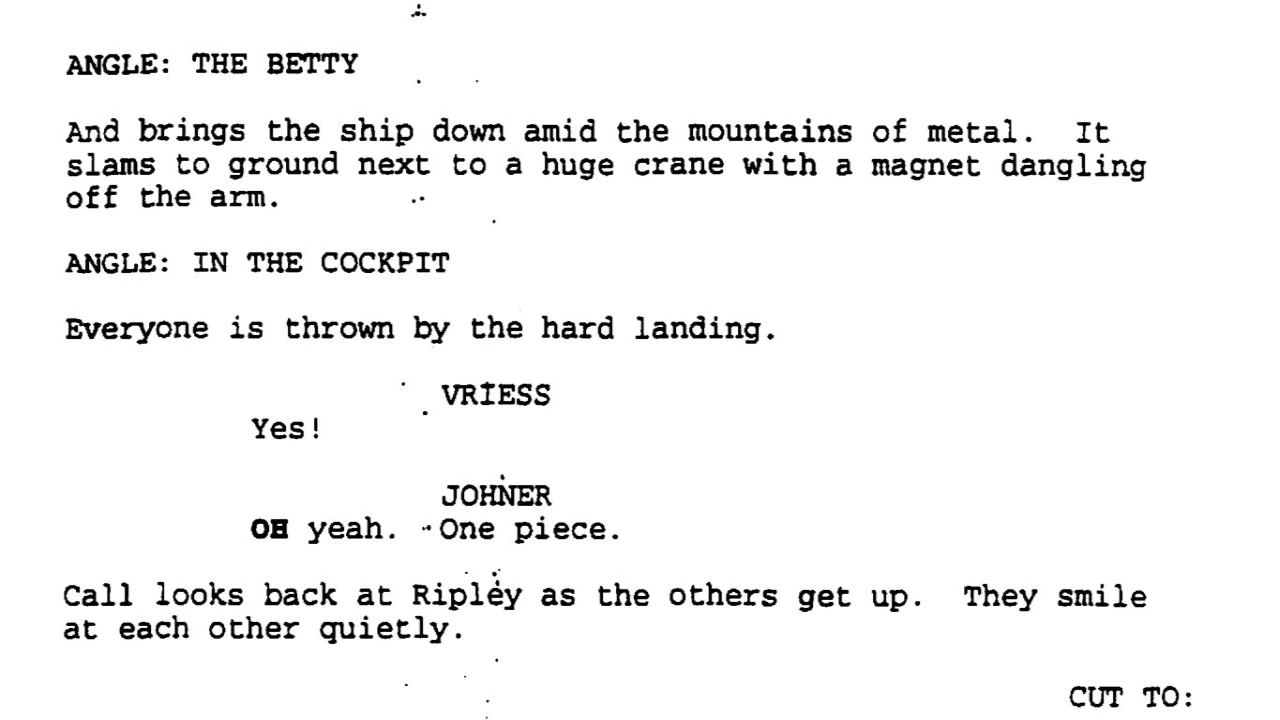 ANGLE: THE BETTY
And brings the ship down amid the mountains of metal. It
slams to ground next to a huge crane with a magnet dangling
off the arm.
ANGLE: IN THE COCKPIT
Everyone is thrown by the hard landing.
VRIESS
Yes!
JOHNER
OH yeah. One piece.
Call looks back at Ripley as the others get up. They smile
at each other quietly.
CUT TO: